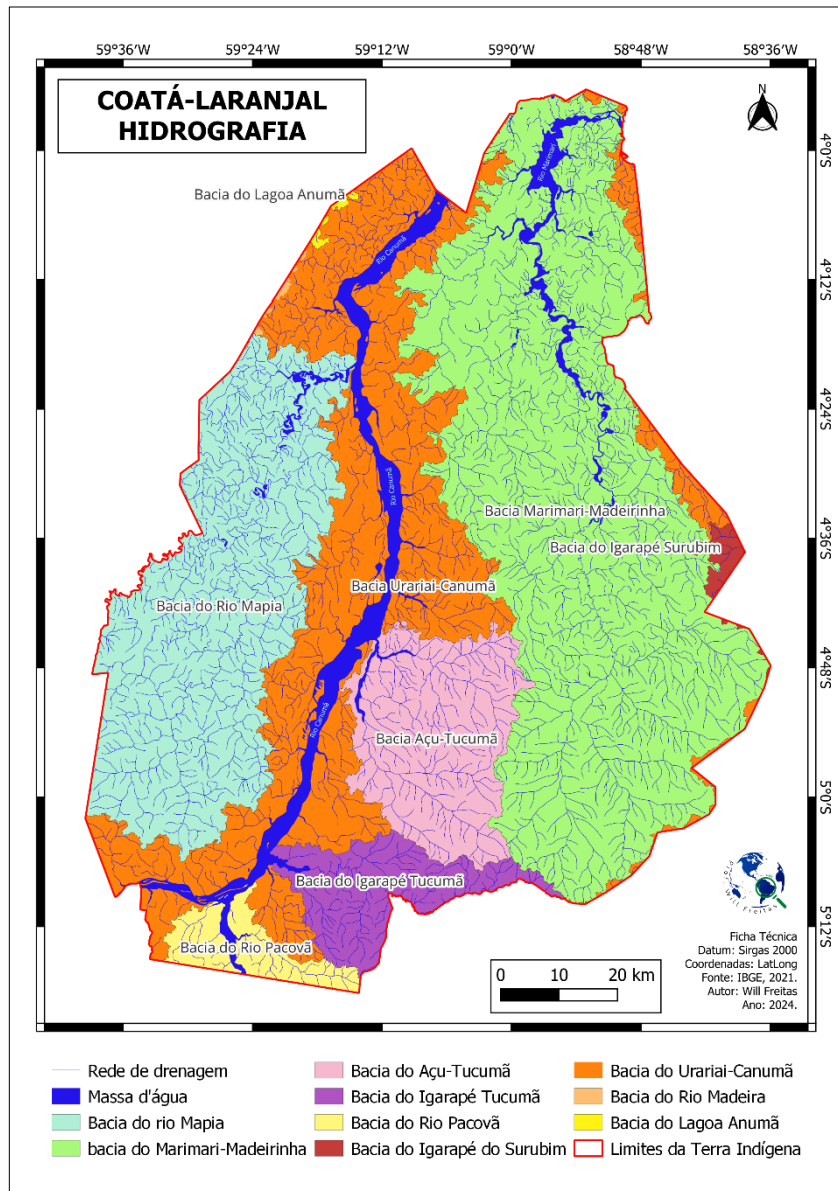 59°36′W 59°24′W 59°12′W 59°0′W 58°48′W 58°36′W
COATÁ-LARANJAL
HIDROGRAFIA
N
4°0′S
Rio Marimari
Bacia do Lagoa Anumã
Rio Canumã
4°12′S
4°24′S
Rio Canumã
Bacia Marimari-Madeirinha
4°36′S
Bacia do Igarapé Surubim
Bacia Urariai-Canumã
Bacia do Rio Mapia
4°48′S
Rio Canumã
Bacia Açu-Tucumã
5°0′S
Prof. Will Freitas
Bacia do Igarapé Tucumã
5°12′S
Bacia do Rio Pacovã
Ficha Técnica
Datum: Sirgas 2000
Coordenadas: LatLong
Fonte: IBGE, 2021.
Autor: Will Freitas
Ano: 2024.
0 10 20 km
Rede de drenagem
Massa d'água
Bacia do rio Mapia
bacia do Marimari-Madeirinha
Bacia do Açu-Tucumã
Bacia do Igarapé Tucumã
Bacia do Rio Pacovã
Bacia do Igarapé do Surubim
Bacia do Urariai-Canumã
Bacia do Rio Madeira
Bacia do Lagoa Anumã
Limites da Terra Indígena